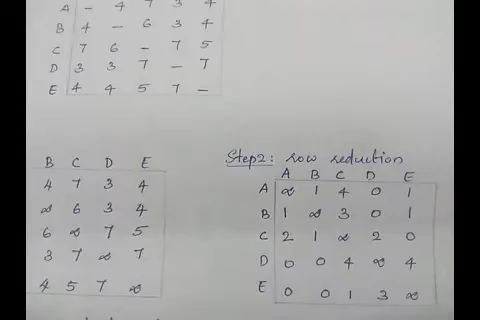 A - 4 7 3 4
B 4 - 6 3 4
C 7 6 - 7 5
D 3 3 7 - 7
E 4 4 5 7 -
B C D E
4 7 3 4
∞ 6 3 4
6 ∞ 7 5
3 7 ∞ 7
4 5 7 ∞
Step2: row reduction
A B C D E
A ∞ 1 4 0 1
B 1 ∞ 3 0 1
C 2 1 ∞ 2 0
D 0 0 4 ∞ 4
E 0 0 1 3 ∞